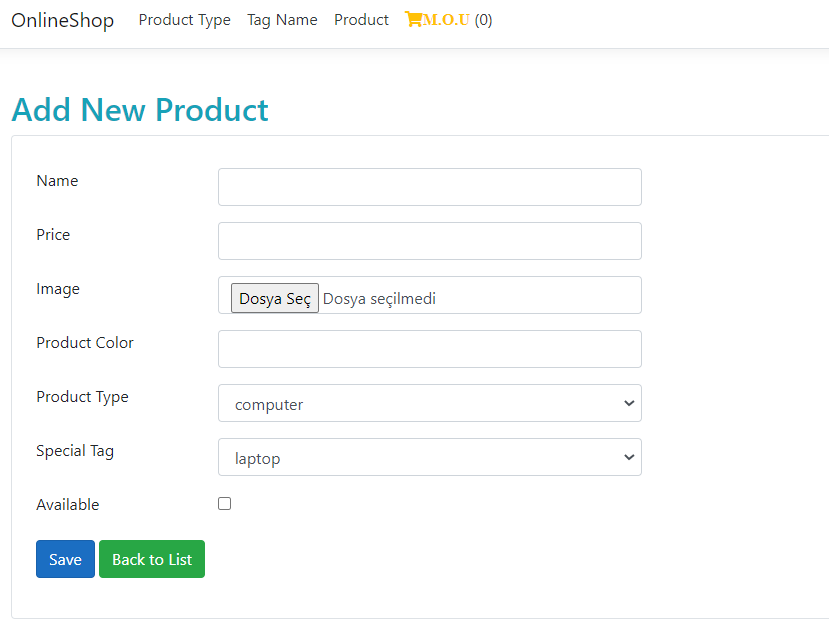 OnlineShop Product Type Tag Name Product M.O.U (0)
Add New Product
Name
Price
Image Dosya Seç Dosya seçilmedi
Product Color
Product Type computer
Special Tag laptop
Available
Save Back to List